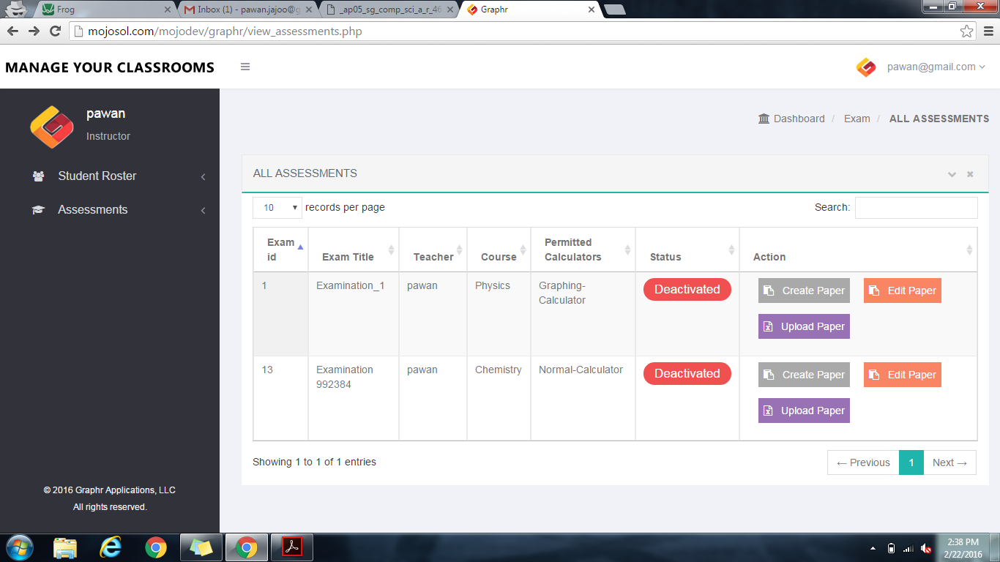 Frog
Inbox (1) - pawan.jajoo@g
_ap05_sg_comp_sci_a_r_46
Graphr
mojosol.com/mojodev/graphr/view_assessments.php
MANAGE YOUR CLASSROOMS
pawan@gmail.com
pawan
Instructor
Student Roster
Assessments
Dashboard / Exam / ALL ASSESSMENTS
ALL ASSESSMENTS
10 records per page
Search:
Exam id
Exam Title
Teacher
Course
Permitted Calculators
Status
Action
1
Examination_1
pawan
Physics
Graphing-
Calculator
Deactivated
Create Paper
Edit Paper
Upload Paper
13
Examination
992384
pawan
Chemistry
Normal-Calculator
Deactivated
Create Paper
Edit Paper
Upload Paper
Showing 1 to 1 of 1 entries
← Previous 1 Next →
© 2016 Graphr Applications, LLC
All rights reserved.
2:38 PM
2/22/2016